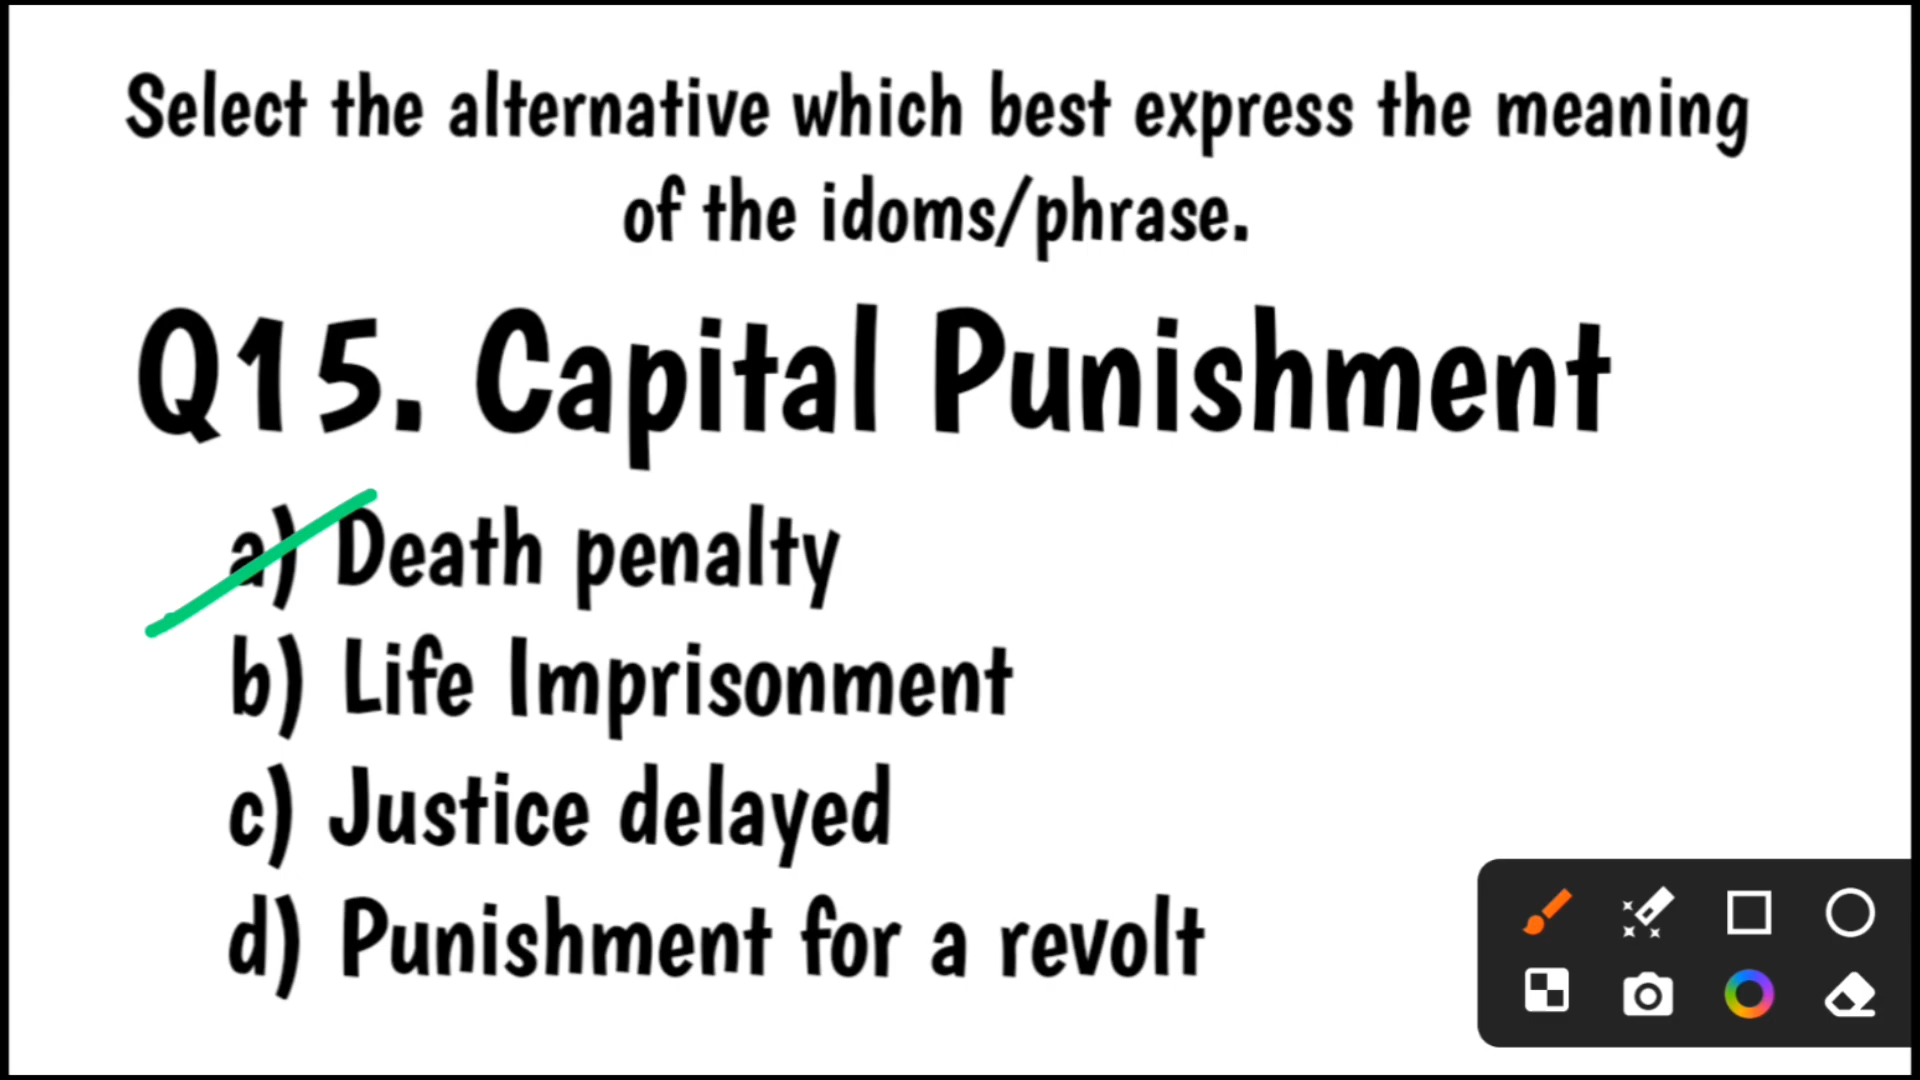 Select the alternative which best express the meaning
of the idoms/phrase.
Q15. Capital Punishment
a) Death penalty
b) Life Imprisonment
c) Justice delayed
d) Punishment for a revolt